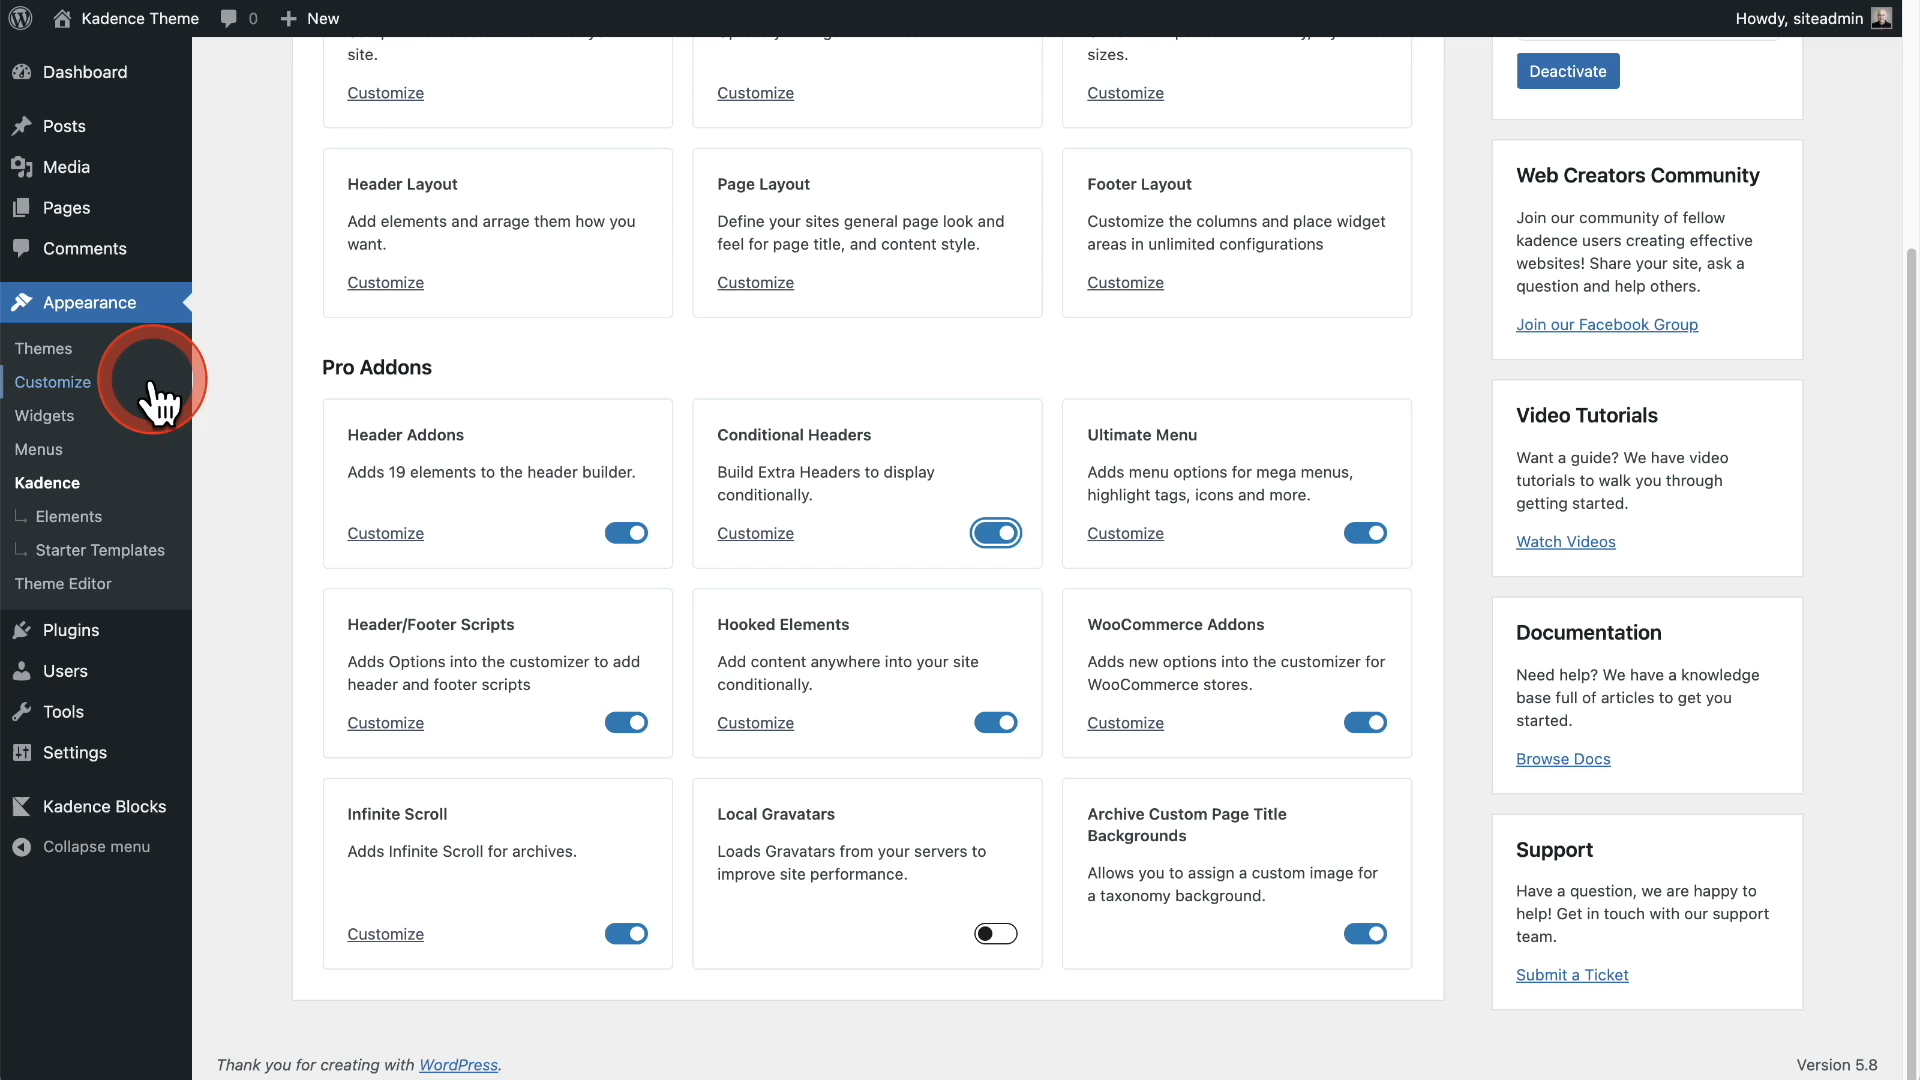 Kadence Theme
0
New
Howdy, siteadmin
Dashboard
Posts
Media
Pages
Comments
Appearance
Themes
Customize
Widgets
Menus
Kadence
Elements
Starter Templates
Theme Editor
Plugins
Users
Tools
Settings
Kadence Blocks
Collapse menu
site.
Customize
Customize
sizes.
Customize
Header Layout
Add elements and arrage them how you
want.
Customize
Page Layout
Define your sites general page look and
feel for page title, and content style.
Customize
Footer Layout
Customize the columns and place widget
areas in unlimited configurations
Customize
Pro Addons
Header Addons
Adds 19 elements to the header builder.
Customize
Conditional Headers
Build Extra Headers to display
conditionally.
Customize
Ultimate Menu
Adds menu options for mega menus,
highlight tags, icons and more.
Customize
Header/Footer Scripts
Adds Options into the customizer to add
header and footer scripts
Customize
Hooked Elements
Add content anywhere into your site
conditionally.
Customize
WooCommerce Addons
Adds new options into the customizer for
WooCommerce stores.
Customize
Infinite Scroll
Adds Infinite Scroll for archives.
Customize
Local Gravatars
Loads Gravatars from your servers to
improve site performance.
Archive Custom Page Title
Backgrounds
Allows you to assign a custom image for
a taxonomy background.
Deactivate
Web Creators Community
Join our community of fellow
kadence users creating effective
websites! Share your site, ask a
question and help others.
Join our Facebook Group
Video Tutorials
Want a guide? We have video
tutorials to walk you through
getting started.
Watch Videos
Documentation
Need help? We have a knowledge
base full of articles to get you
started.
Browse Docs
Support
Have a question, we are happy to
help! Get in touch with our support
team.
Submit a Ticket
Thank you for creating with WordPress.
Version 5.8